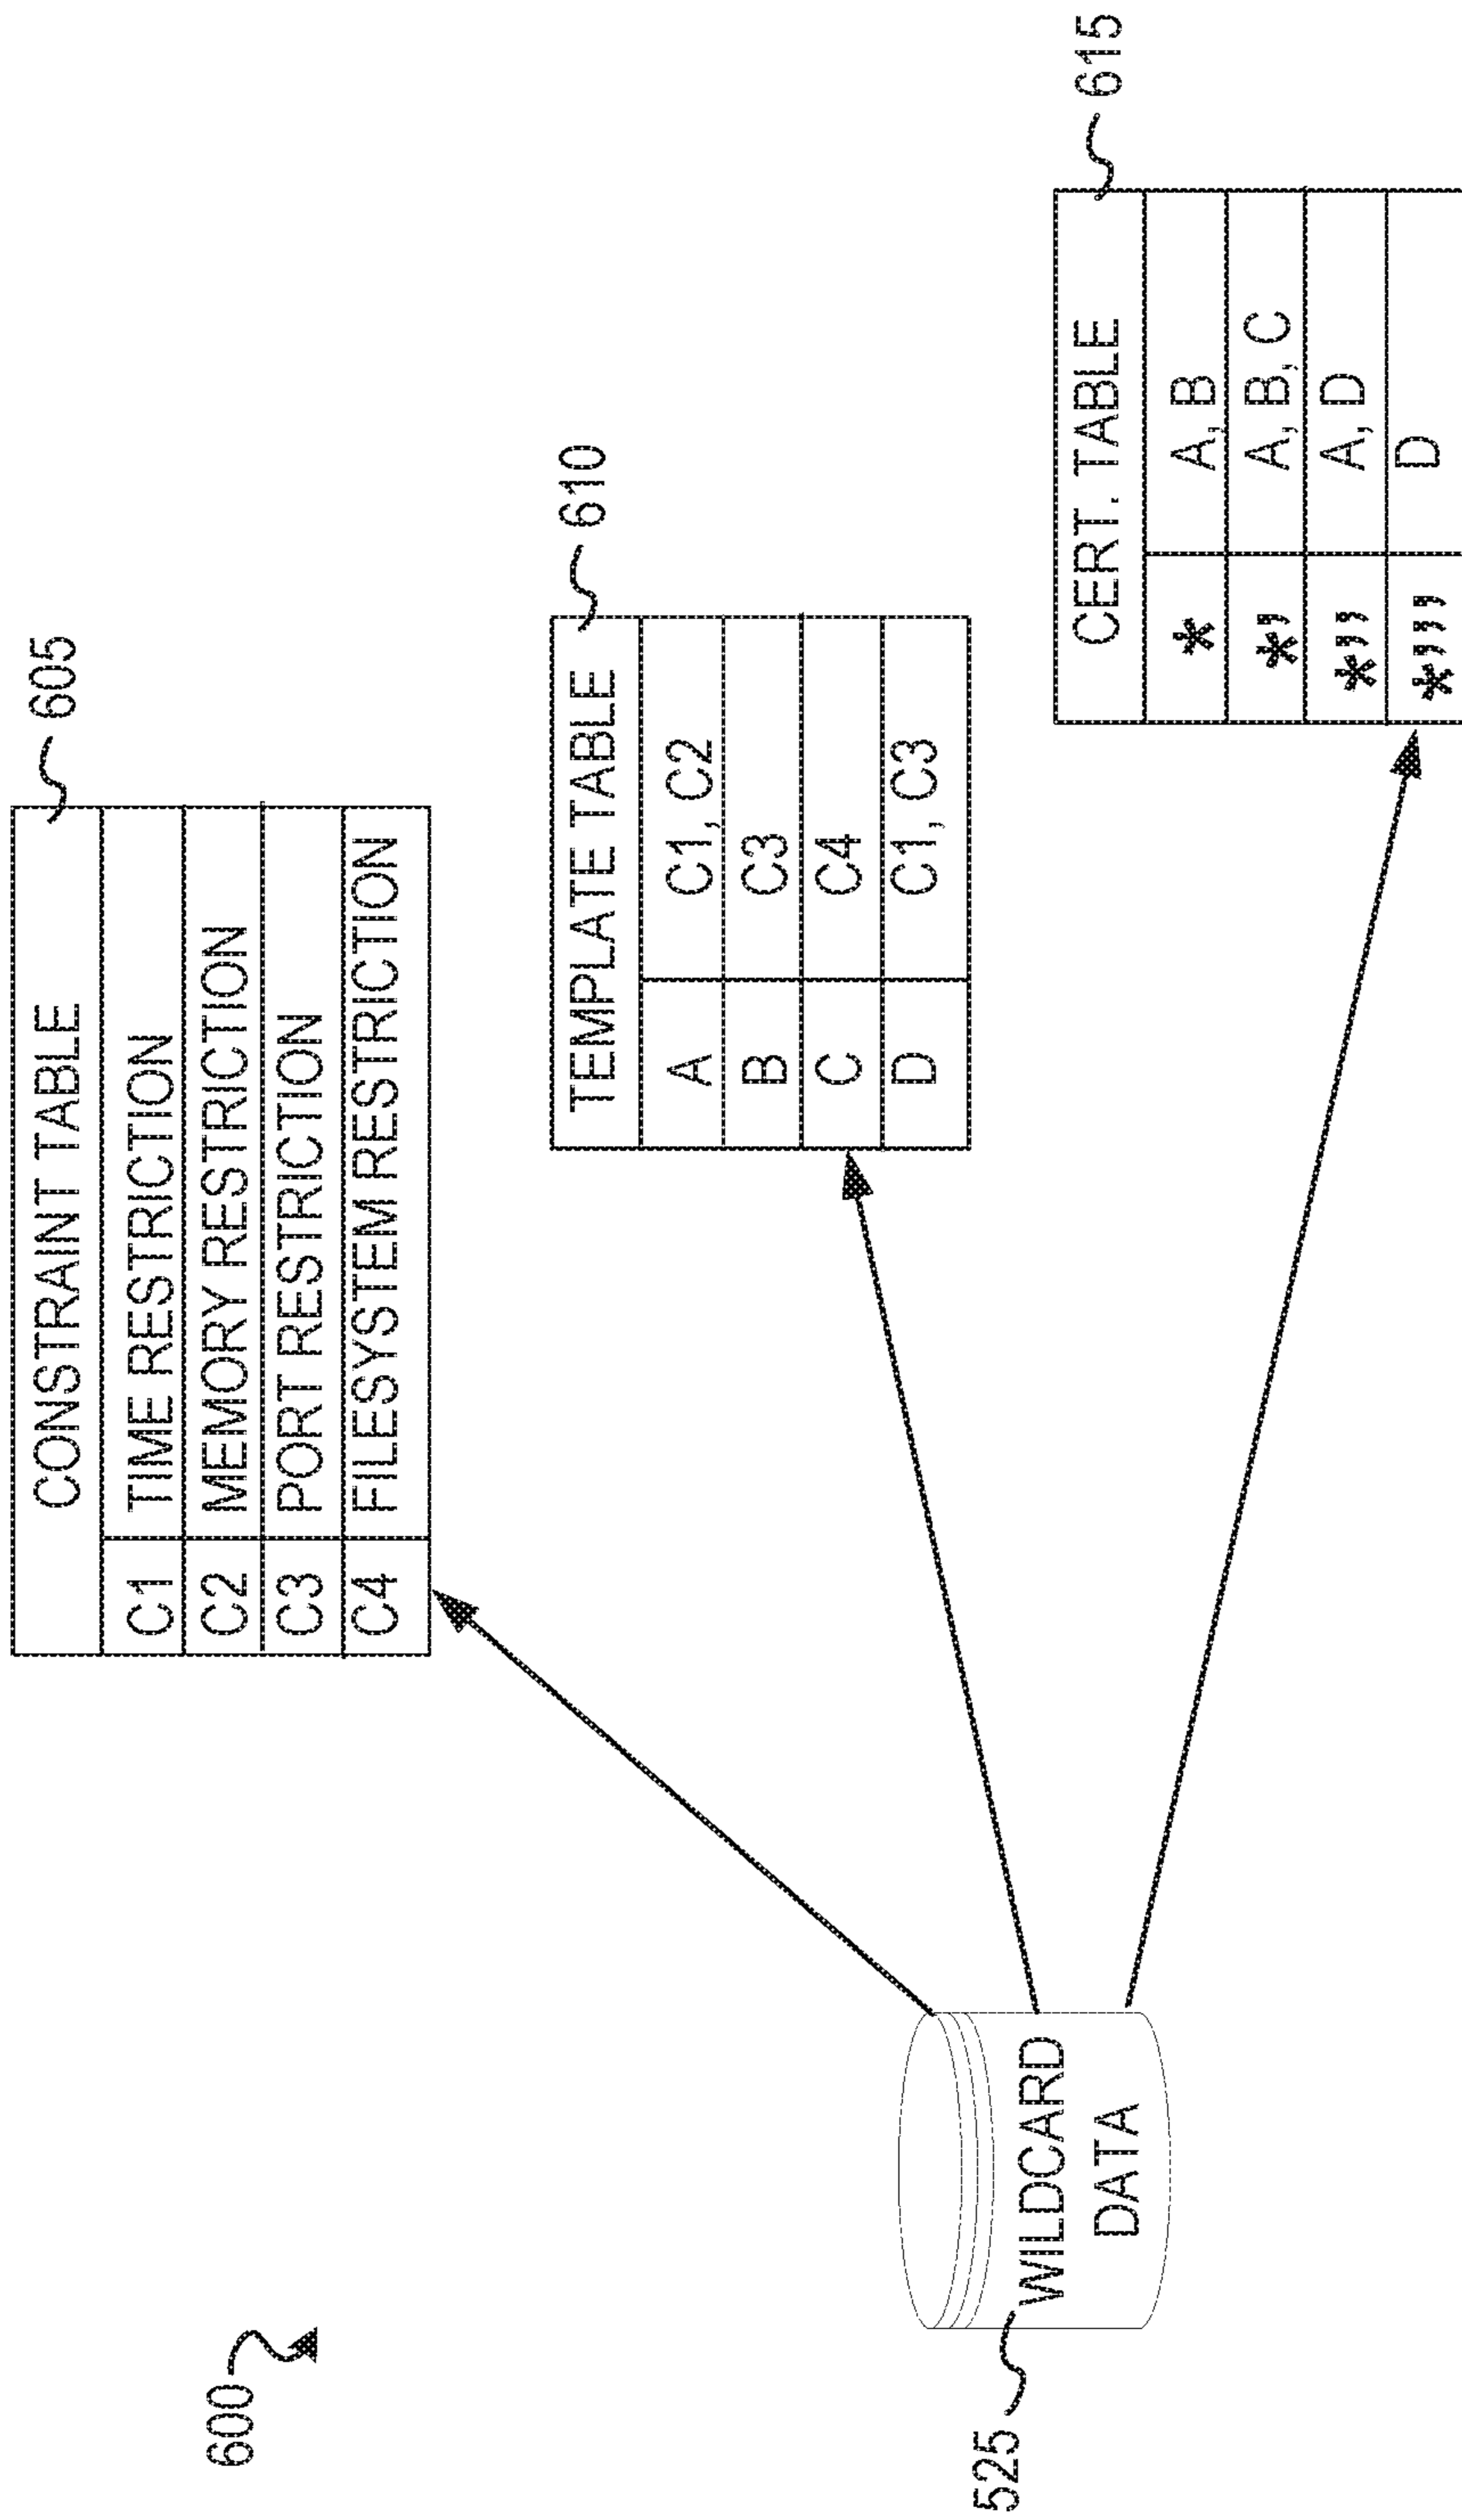 600
525
WILDCARD
DATA
605
CONSTRAINT TABLE
C1 TIME RESTRICTION
C2 MEMORY RESTRICTION
C3 PORT RESTRICTION
C4 FILESYSTEM RESTRICTION
610
TEMPLATE TABLE
A C1, C2
B C3
C C4
D C1, C3
615
CERT. TABLE
* A, B
*’ A, B, C
*’’ A, D
*’’’ D